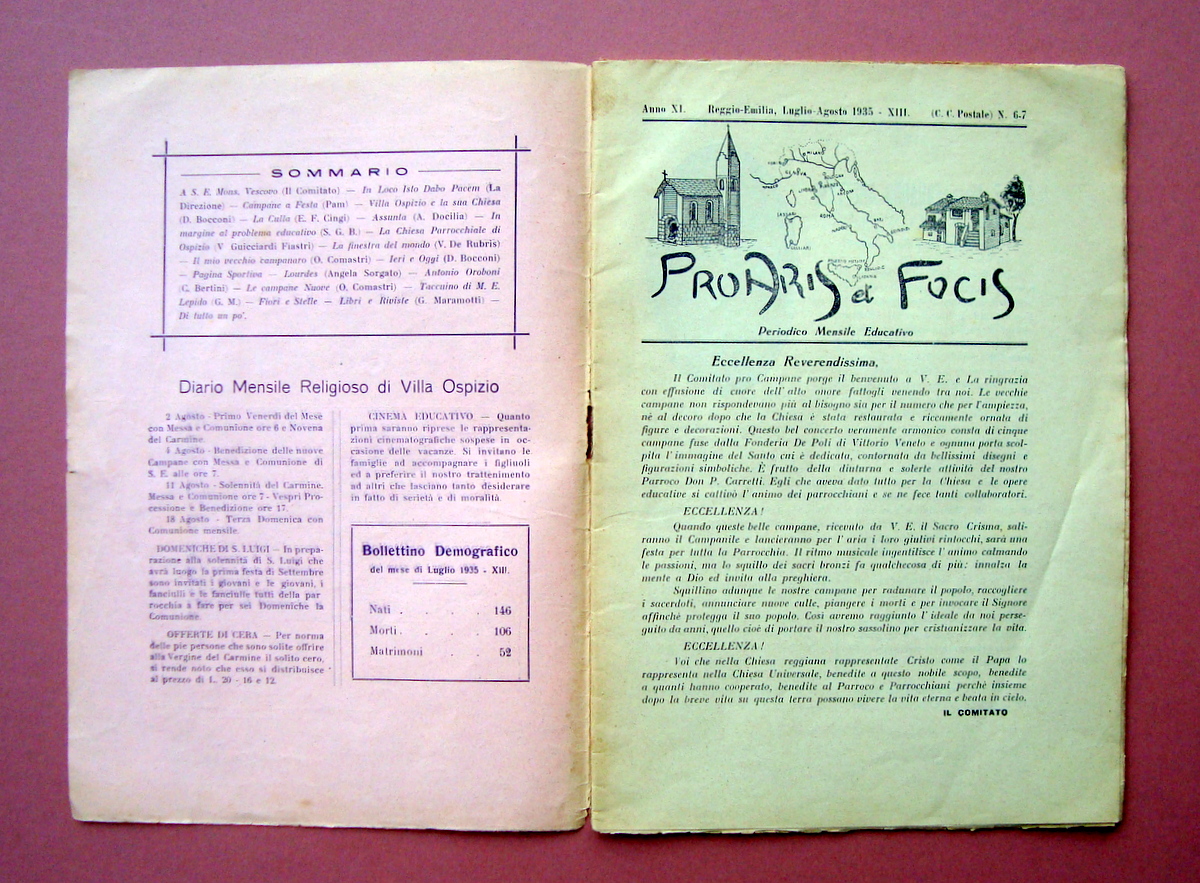 SOMMARIO
A S. E. Mons. Vescovo (Il Comitato) — In Loco Isto Dabo Pacem (La
Direzione) — Campane a Festa (Pam) — Villa Ospizio e la sua Chiesa
(D. Bocconi) — La Culla (E. F. Cingi) — Assunta (A. Docilia) — In
margine al problema educativo (S. G. B.) — La Chiesa Parrocchiale di
Ospizio (V Guicciardi Fiastri) — La finestra del mondo (V. De Rubris)
— Il mio vecchio campanaro (O. Comastri) — Ieri e Oggi (D. Bocconi)
— Pagina Sportiva — Lourdes (Angela Sorgato) — Antonio Oroboni
(C. Bertini) — Le campane Nuove (O. Comastri) — Taccuino di M. E.
Lepido (G. M.) — Fiori e Stelle — Libri e Riviste (G. Maramotti) —
Di tutto un po'.
Diario Mensile Religioso di Villa Ospizio
2 Agosto - Primo Venerdì del Mese
con Messa e Comunione ore 6 e Novena
del Carmine.
4 Agosto - Benedizione delle nuove
Campane con Messa e Comunione di
S. E. alle ore 7.
11 Agosto - Solennità del Carmine.
Messa e Comunione ore 7 - Vespri Pro-
cessione e Benedizione ore 17.
18 Agosto - Terza Domenica con
Comunione mensile.
DOMENICHE DI S. LUIGI — In prepa-
razione alla solennità di S. Luigi che
avrà luogo la prima festa di Settembre
sono invitati i giovani e le giovani, i
fanciulli e le fanciulle tutti della par
rocchia a fare per sei Domeniche la
Comunione.
OFFERTE DI CERA — Per norma
delle pie persone che sono solite offrire
alla Vergine del Carmine il solito cero,
si rende noto che esso si distribuisce
al prezzo di L. 20 - 16 e 12.
CINEMA EDUCATIVO — Quanto
prima saranno riprese le rappresenta-
zioni cinematografiche sospese in oc-
casione delle vacanze. Si invitano le
famiglie ad accompagnare i figliuoli
ed a preferire il nostro trattenimento
ad altri che lasciano tanto desiderare
in fatto di serietà e di moralità.
Bollettino Demografico
del mese di Luglio 1935 - XIII.
Nati . . . . 146
Morti . . . . 106
Matrimoni . . 52
Anno XI. Reggio-Emilia, Luglio-Agosto 1935 - XIII. (C. C. Postale) N. 6-7
MILANO
GENOVA
ROMA
BARI
SASSARI
CAGLIARI
PRO ARIS et FOCIS
Periodico Mensile Educativo
Eccellenza Reverendissima,
Il Comitato pro Campane porge il benvenuto a V. E. e La ringrazia
con effusione di cuore dell'alto onore fattogli venendo tra noi. Le vecchie
campane non rispondevano più al bisogno sia per il numero che per l'ampiezza,
nè al decoro dopo che la Chiesa è stata restaurata e riccamente ornata di
figure e decorazioni. Questo bel concerto veramente armonico consta di cinque
campane fuse dalla Fonderia De Poli di Vittorio Veneto e ognuna porta scol-
pita l'immagine del Santo cui è dedicata, contornata da bellissimi disegni e
figurazioni simboliche. È frutto della diuturna e solerte attività del nostro
Parroco Don P. Carretti. Egli che aveva dato tutto per la Chiesa e le opere
educative si cattivò l'animo dei parrocchiani e se ne fece tanti collaboratori.
ECCELLENZA!
Quando queste belle campane, ricevuto da V. E. il Sacro Crisma, sali-
ranno il Campanile e lancieranno per l'aria i loro giulivi rintocchi, sarà una
festa per tutta la Parrocchia. Il ritmo musicale ingentilisce l'animo calmando
le passioni, ma lo squillo dei sacri bronzi fa qualchecosa di più: innalza la
mente a Dio ed invita alla preghiera.
Squillino adunque le nostre campane per radunare il popolo, raccogliere
i sacerdoti, annunciare nuove culle, piangere i morti e per invocare il Signore
affinchè protegga il suo popolo. Così avremo raggiunto l'ideale da noi perse-
guito da anni, quello cioè di portare il nostro sassolino per cristianizzare la vita.
ECCELLENZA!
Voi che nella Chiesa reggiana rappresentate Cristo come il Papa lo
rappresenta nella Chiesa Universale, benedite a questo nobile scopo, benedite
a quanti hanno cooperato, benedite al Parroco e Parrocchiani perchè insieme
dopo la breve vita su questa terra possano vivere la vita eterna e beata in cielo.
IL COMITATO